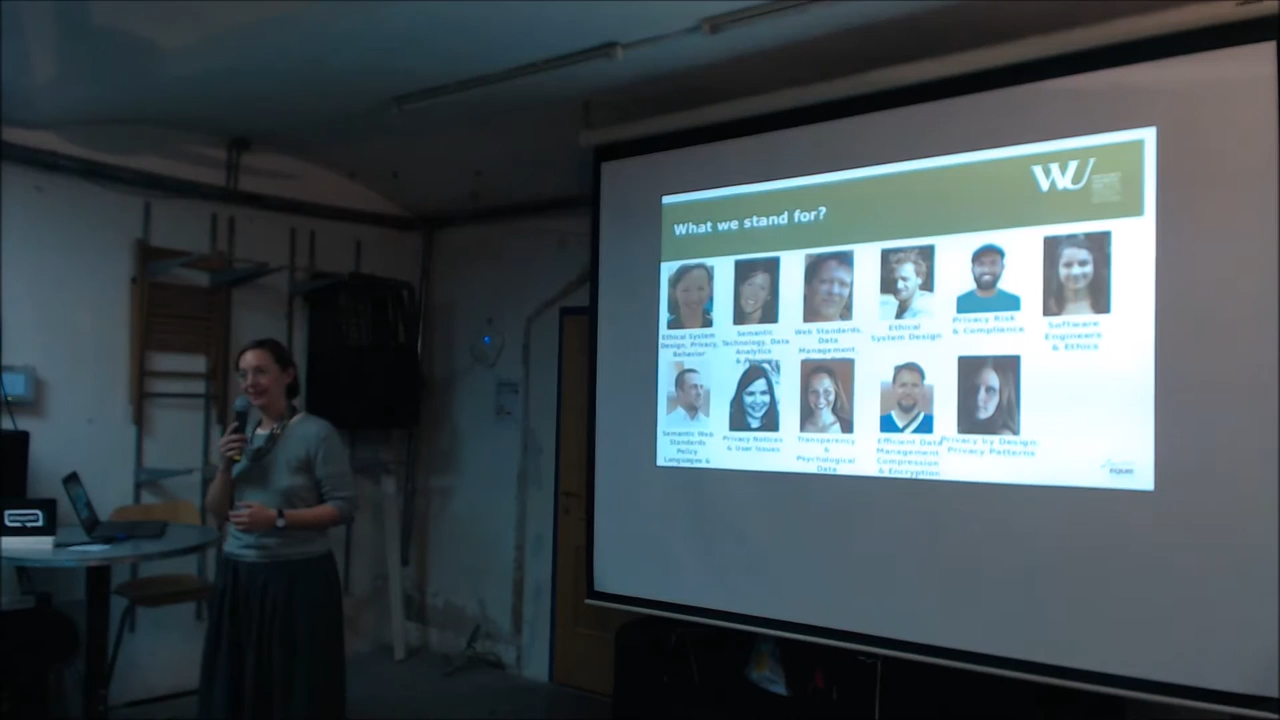 WU
What we stand for?
Ethical System
Design, Privacy,
Behavior
Semantic
Technology, Data
Analytics
Web Standards,
Data
Management,
Ethical
System Design
Privacy Risk
& Compliance
Software
Engineers
& Ethics
Semantic Web
Standards
Policy
Languages &
Privacy Notices
& User Issues
Transparency
&
Psychological
Data
Efficient Data
Management
Compression
& Encryption
Privacy by Design:
Privacy Patterns